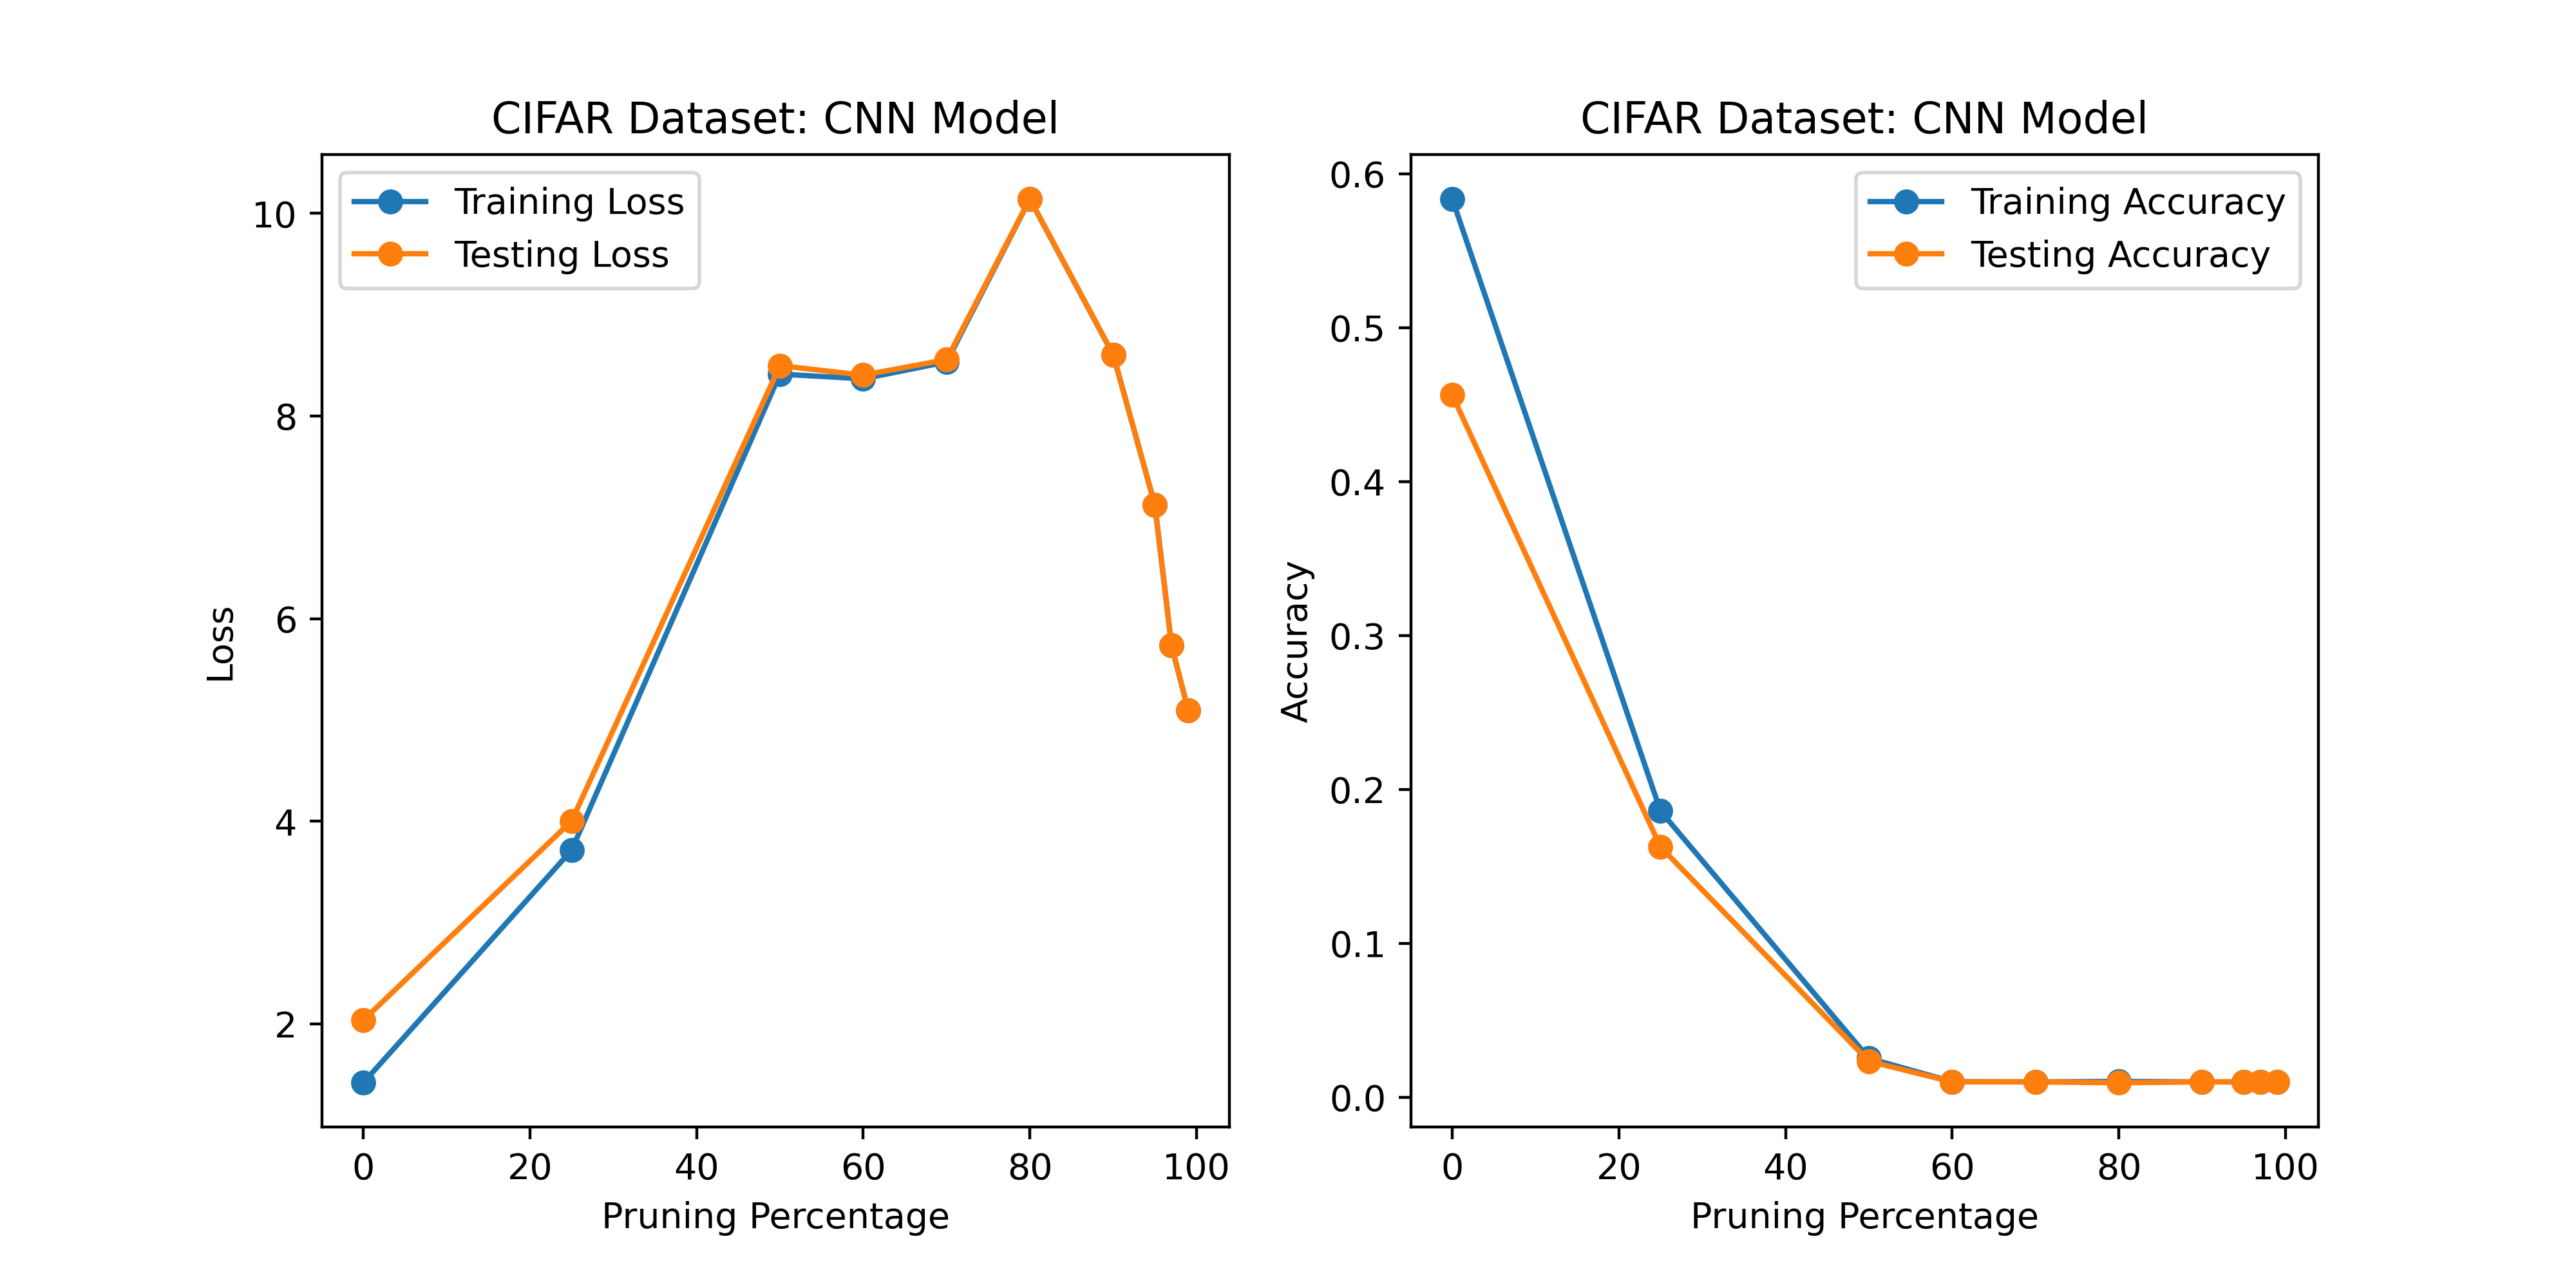 CIFAR Dataset: CNN Model
Training Loss
Testing Loss
10
8
6
4
2
Loss
0 20 40 60 80 100
Pruning Percentage
CIFAR Dataset: CNN Model
Training Accuracy
Testing Accuracy
0.6
0.5
0.4
0.3
0.2
0.1
0.0
Accuracy
0 20 40 60 80 100
Pruning Percentage